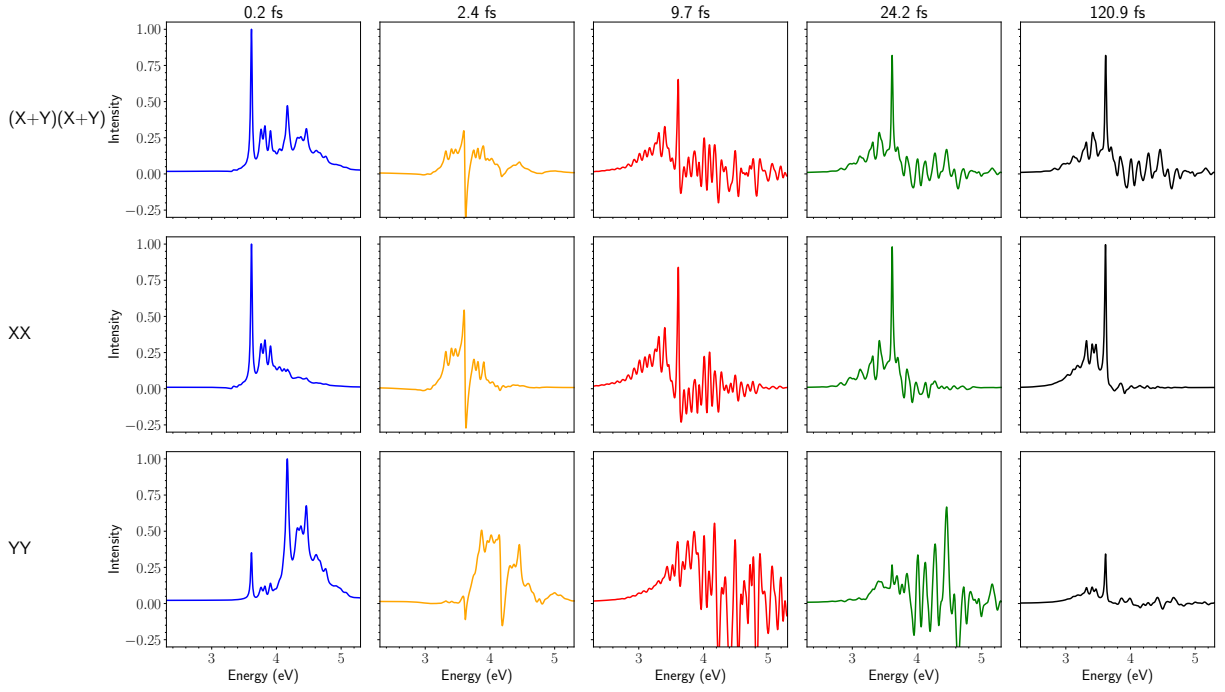 0.2 fs 2.4 fs 9.7 fs 24.2 fs 120.9 fs
(X+Y)(X+Y)
Intensity
1.00
0.75
0.50
0.25
0.00
−0.25
XX
Intensity
1.00
0.75
0.50
0.25
0.00
−0.25
YY
Intensity
1.00
0.75
0.50
0.25
0.00
−0.25
3 4 5 3 4 5 3 4 5 3 4 5 3 4 5
Energy (eV) Energy (eV) Energy (eV) Energy (eV) Energy (eV)